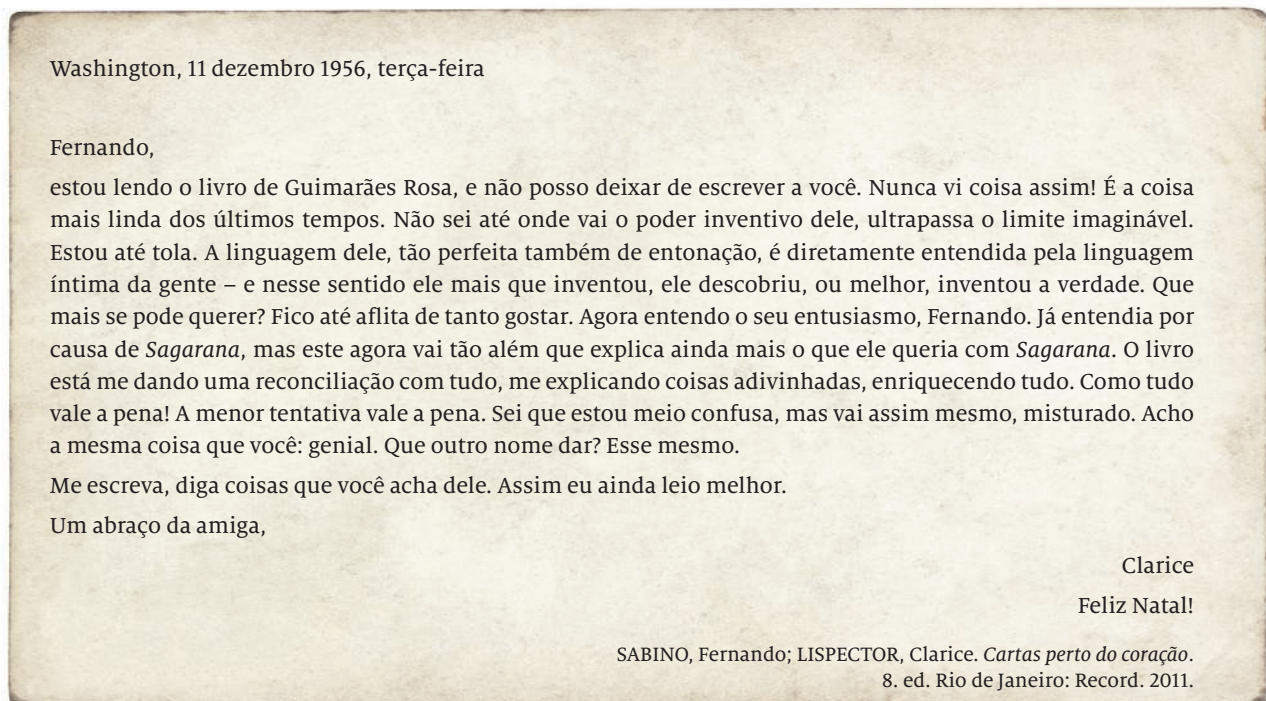 Washington, 11 dezembro 1956, terça-feira
Fernando,
estou lendo o livro de Guimarães Rosa, e não posso deixar de escrever a você. Nunca vi coisa assim! É a coisa
mais linda dos últimos tempos. Não sei até onde vai o poder inventivo dele, ultrapassa o limite imaginável.
Estou até tola. A linguagem dele, tão perfeita também de entonação, é diretamente entendida pela linguagem
íntima da gente – e nesse sentido ele mais que inventou, ele descobriu, ou melhor, inventou a verdade. Que
mais se pode querer? Fico até aflita de tanto gostar. Agora entendo o seu entusiasmo, Fernando. Já entendia por
causa de Sagarana, mas este agora vai tão além que explica ainda mais o que ele queria com Sagarana. O livro
está me dando uma reconciliação com tudo, me explicando coisas adivinhadas, enriquecendo tudo. Como tudo
vale a pena! A menor tentativa vale a pena. Sei que estou meio confusa, mas vai assim mesmo, misturado. Acho
a mesma coisa que você: genial. Que outro nome dar? Esse mesmo.
Me escreva, diga coisas que você acha dele. Assim eu ainda leio melhor.
Um abraço da amiga,
Clarice
Feliz Natal!
SABINO, Fernando; LISPECTOR, Clarice. Cartas perto do coração.
8. ed. Rio de Janeiro: Record. 2011.